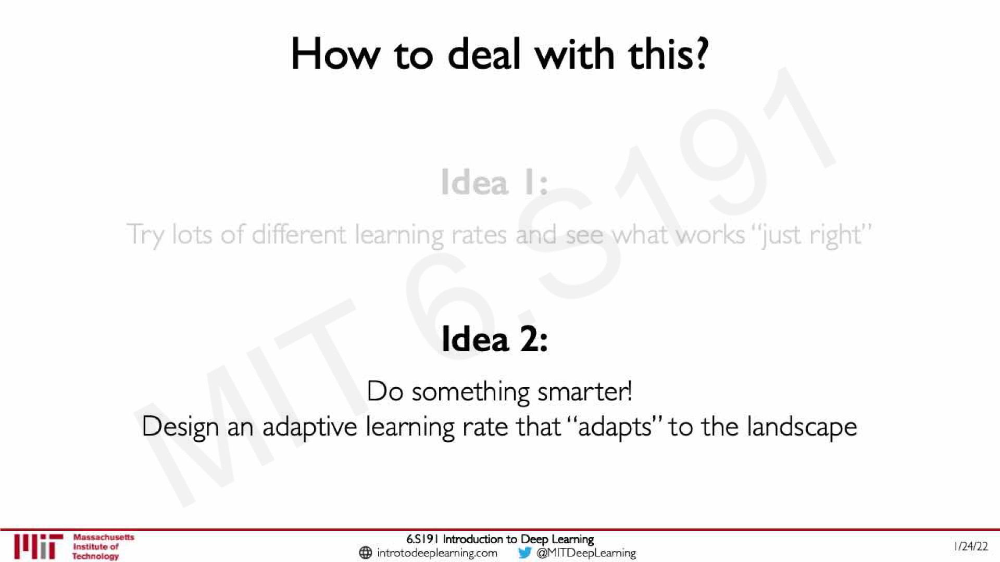 How to deal with this?
Idea 1:
Try lots of different learning rates and see what works “just right”
Idea 2:
Do something smarter!
Design an adaptive learning rate that “adapts” to the landscape
MIT 6.S191
Massachusetts
Institute of
Technology
6.S191 Introduction to Deep Learning
introtodeeplearning.com @MITDeepLearning
1/24/22